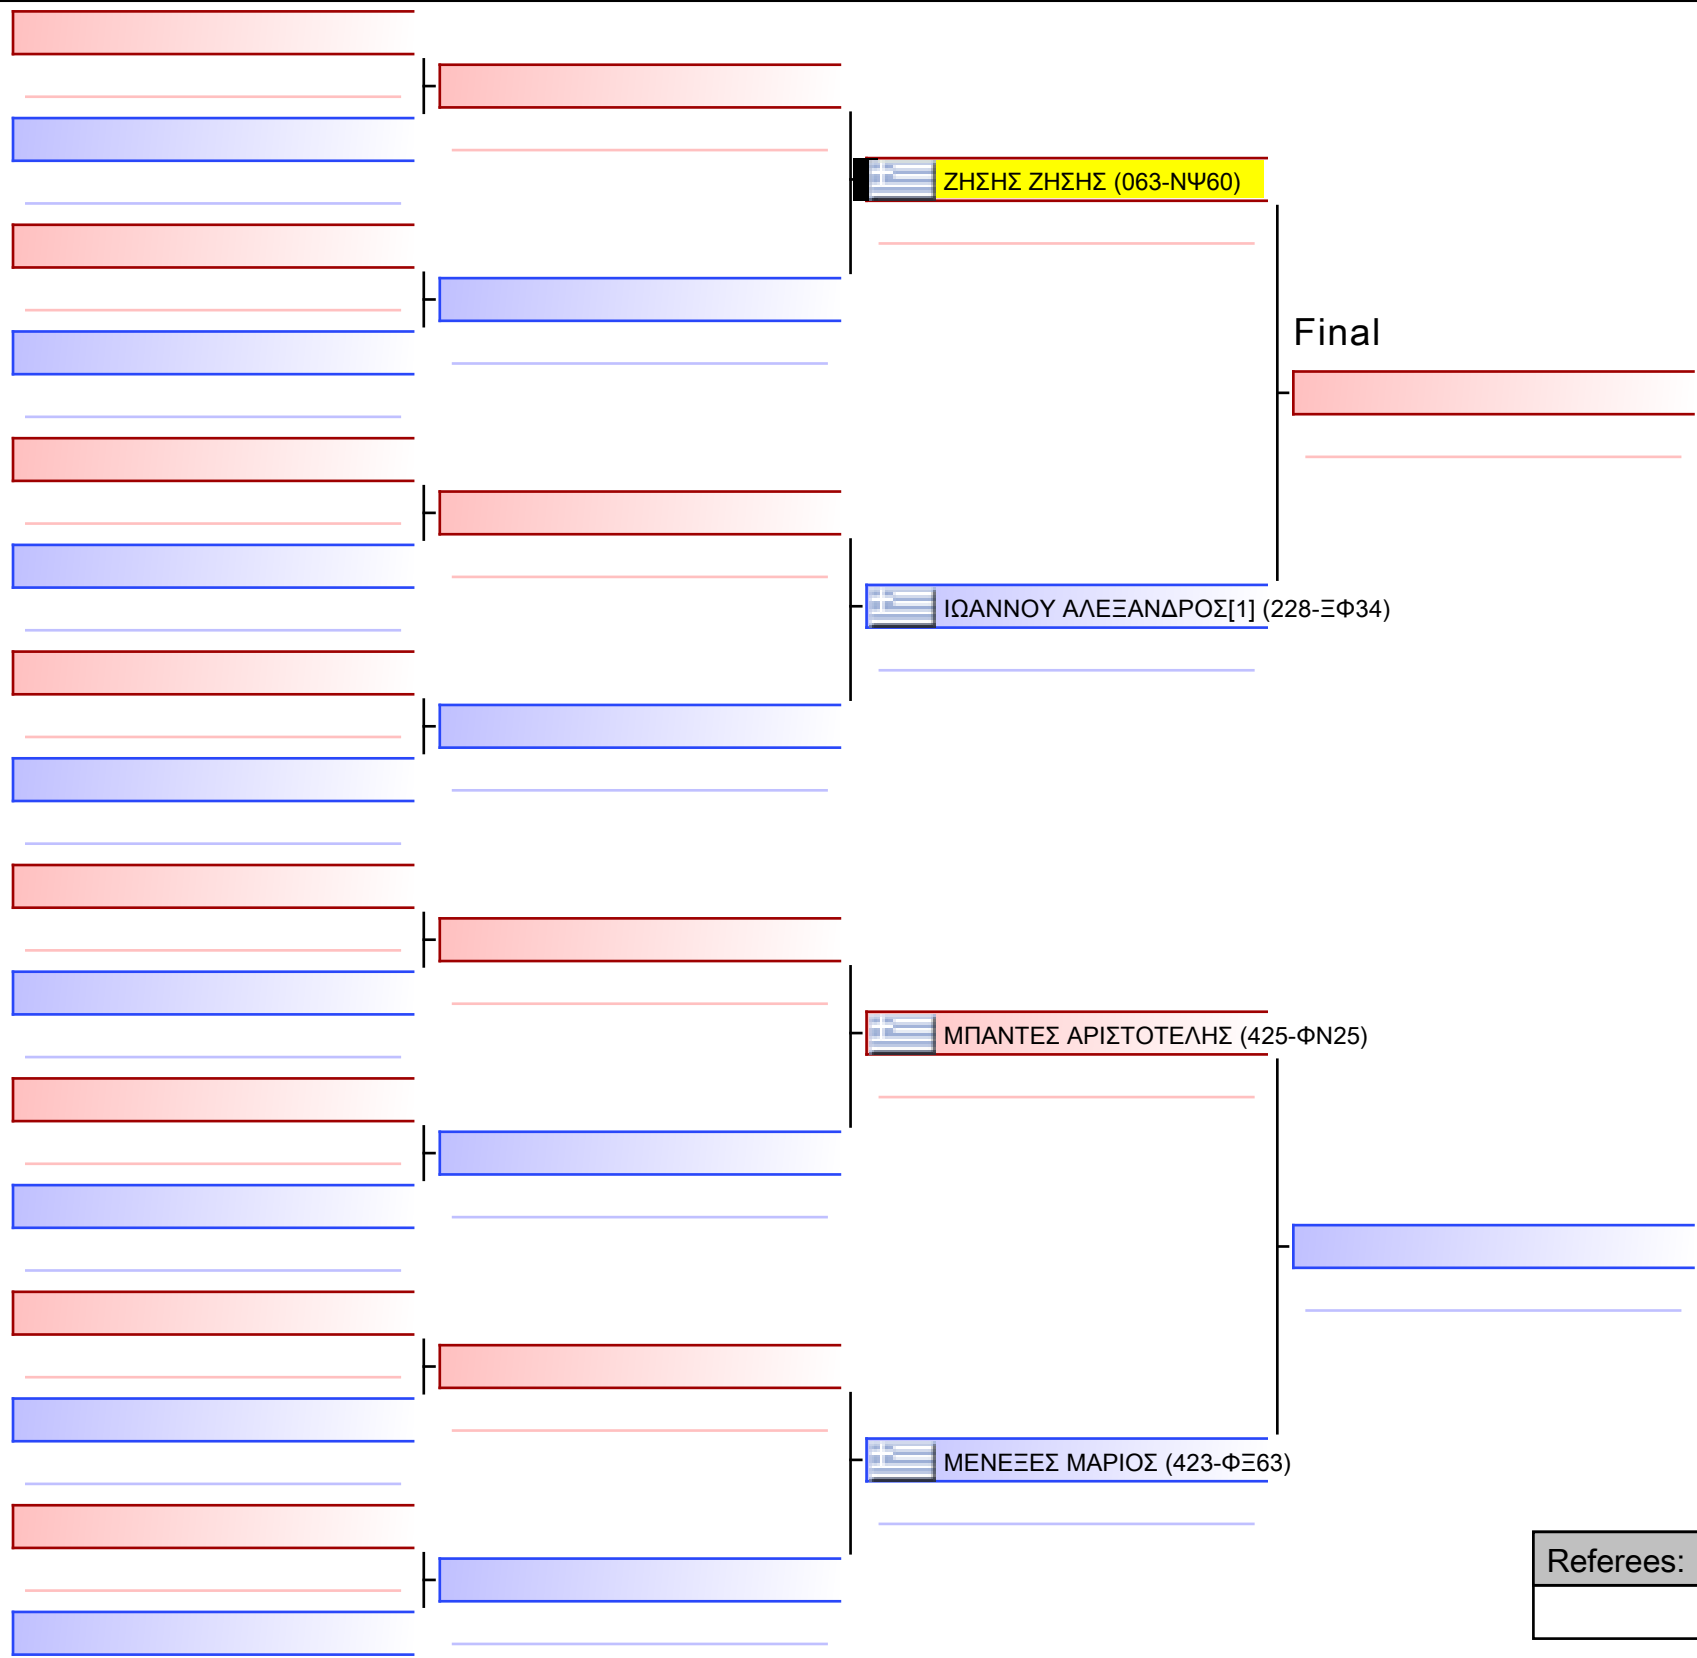 ΖΗΣΗΣ ΖΗΣΗΣ (063-ΝΨ60)
Final
ΙΩΑΝΝΟΥ ΑΛΕΞΑΝΔΡΟΣ[1] (228-ΞΦ34)
ΜΠΑΝΤΕΣ ΑΡΙΣΤΟΤΕΛΗΣ (425-ΦΝ25)
ΜΕΝΕΞΕΣ ΜΑΡΙΟΣ (423-ΦΞ63)
Referees: